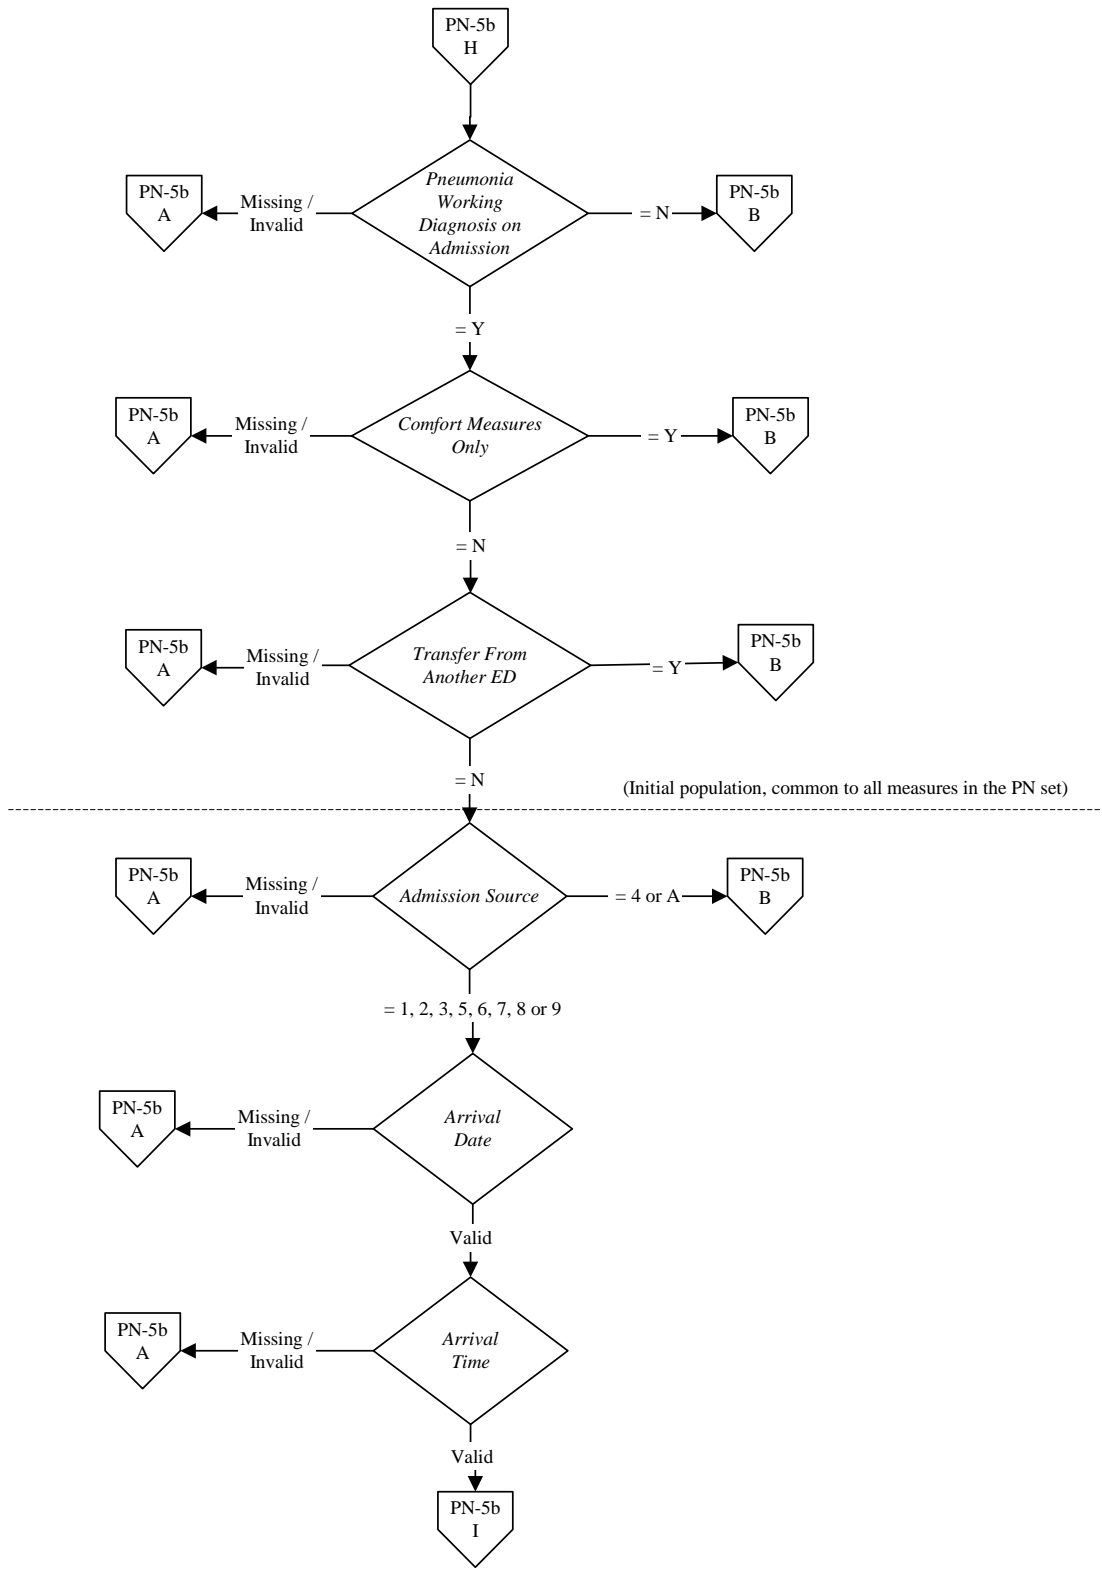 PN-5b
H
Pneumonia
Working
Diagnosis on
Admission
PN-5b
A
Missing /
Invalid
= N
PN-5b
B
= Y
PN-5b
A
Missing /
Invalid
Comfort Measures
Only
= Y
PN-5b
B
= N
PN-5b
A
Missing /
Invalid
Transfer From
Another ED
= Y
PN-5b
B
= N
(Initial population, common to all measures in the PN set)
PN-5b
A
Missing /
Invalid
Admission Source
= 4 or A
PN-5b
B
= 1, 2, 3, 5, 6, 7, 8 or 9
PN-5b
A
Missing /
Invalid
Arrival
Date
Valid
PN-5b
A
Missing /
Invalid
Arrival
Time
Valid
PN-5b
I